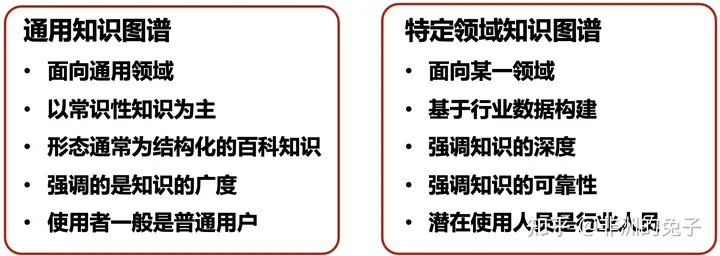 通用知识图谱
• 面向通用领域
• 以常识性知识为主
• 形态通常为结构化的百科知识
• 强调的是知识的广度
• 使用者一般是普通用户
特定领域知识图谱
• 面向某一领域
• 基于行业数据构建
• 强调知识的深度
• 强调知识的可靠性
• 潜在使用人员是行业人员
知乎 @非洲的兔子